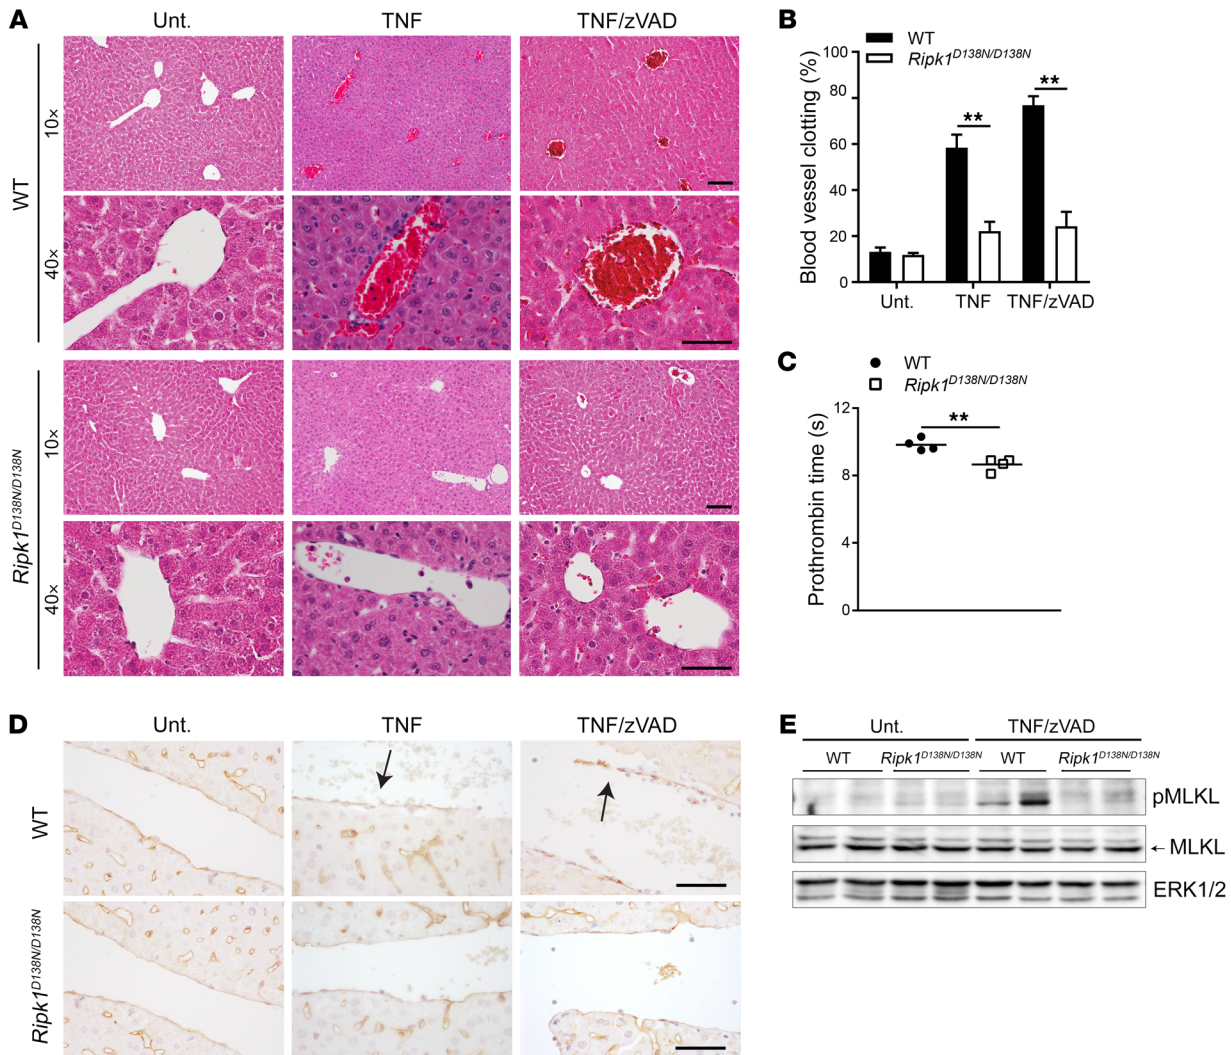 A
Unt.
TNF
TNF/zVAD
WT
10×
40×
Ripk1D138N/D138N
10×
40×
B
WT
Ripk1D138N/D138N
Blood vessel clotting (%)
100
80
60
40
20
0
**
**
Unt.
TNF
TNF/zVAD
C
WT
Ripk1D138N/D138N
Prothrombin time (s)
12
8
4
0
**
D
Unt.
TNF
TNF/zVAD
WT
Ripk1D138N/D138N
E
Unt.
TNF/zVAD
WT
Ripk1D138N/D138N
WT
Ripk1D138N/D138N
pMLKL
←MLKL
ERK1/2